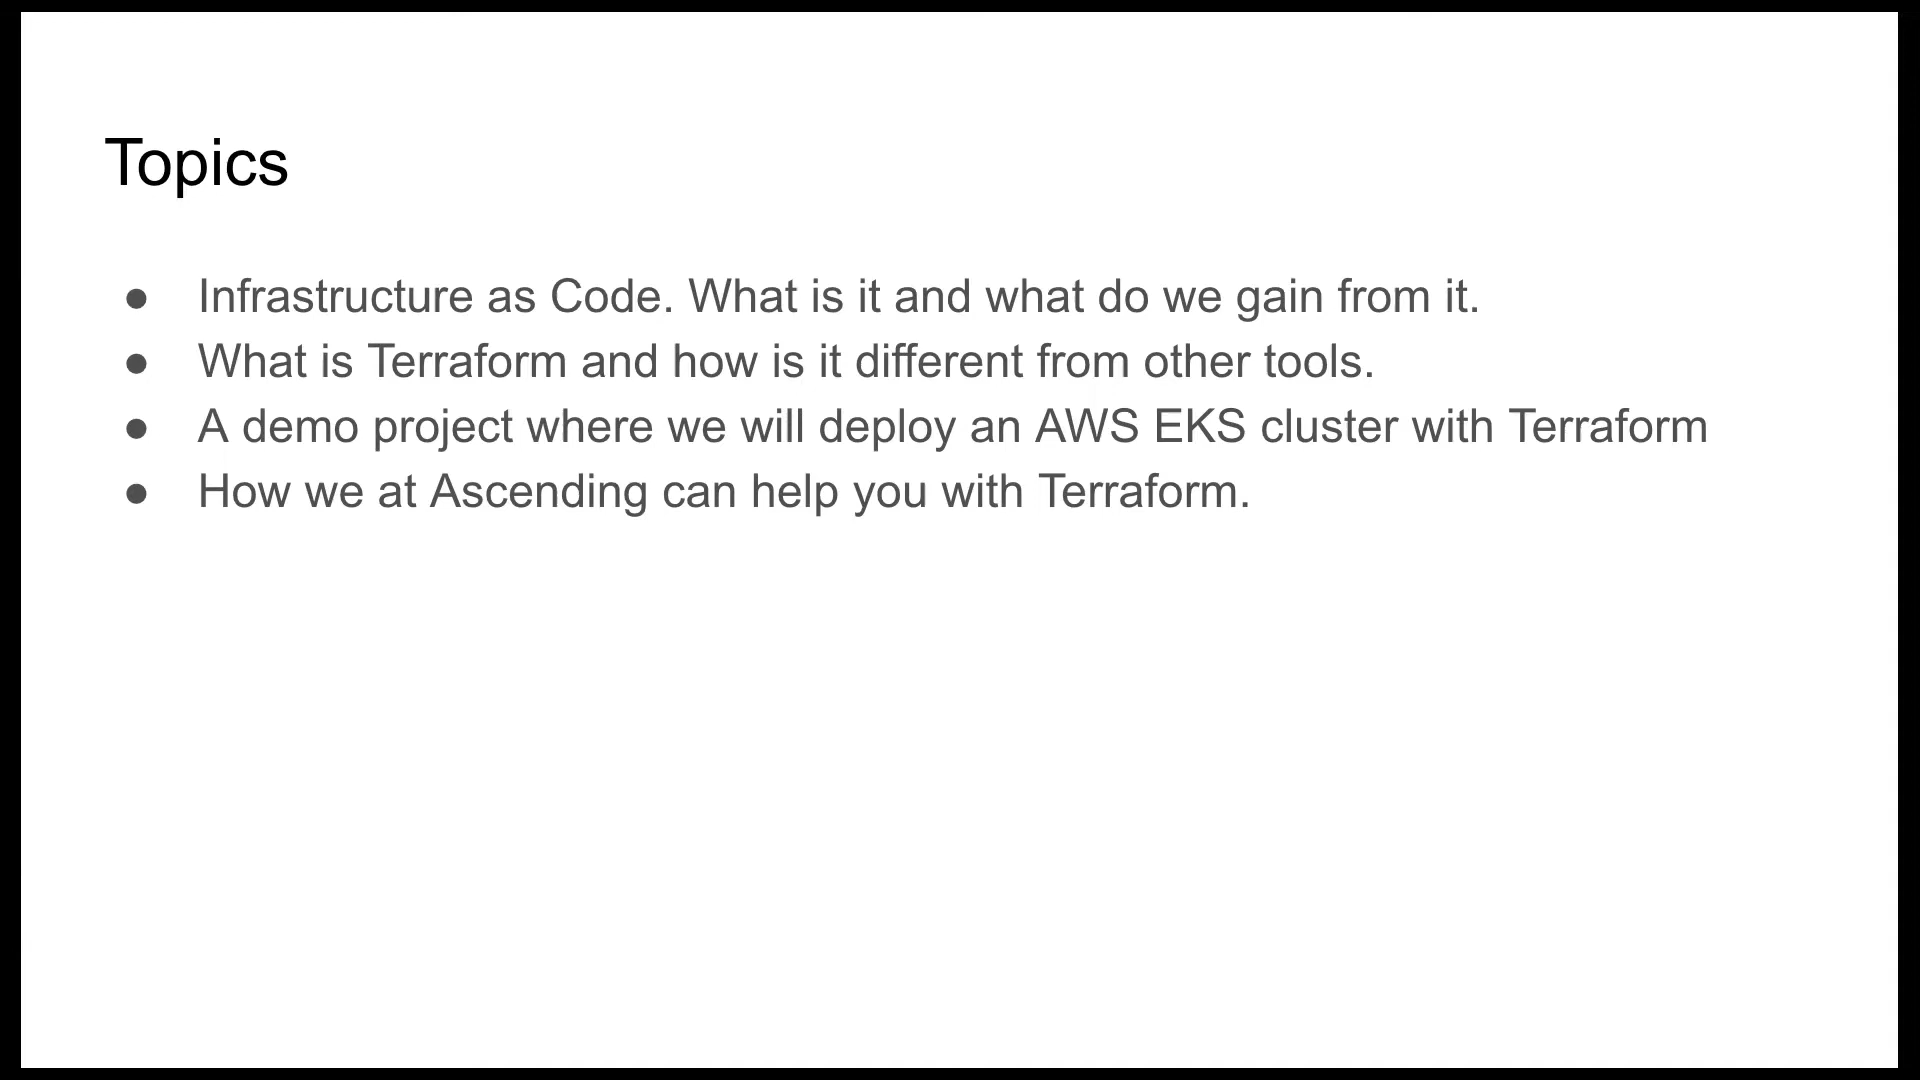 Topics
● Infrastructure as Code. What is it and what do we gain from it.
● What is Terraform and how is it different from other tools.
● A demo project where we will deploy an AWS EKS cluster with Terraform
● How we at Ascending can help you with Terraform.